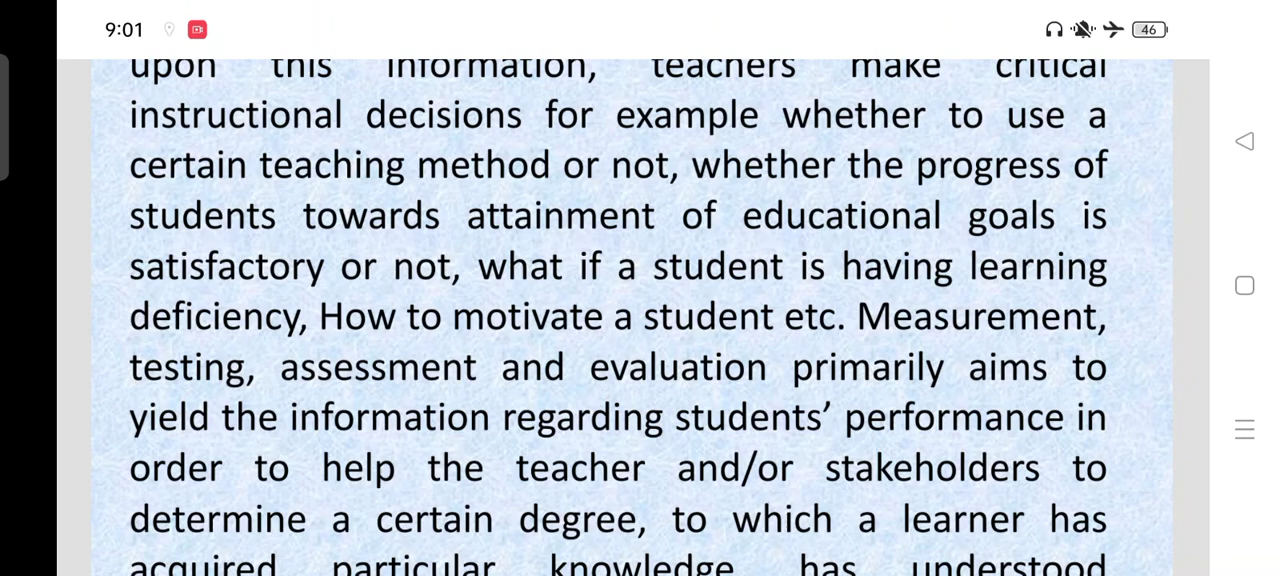 9:01
46
upon this information, teachers make critical
instructional decisions for example whether to use a
certain teaching method or not, whether the progress of
students towards attainment of educational goals is
satisfactory or not, what if a student is having learning
deficiency, How to motivate a student etc. Measurement,
testing, assessment and evaluation primarily aims to
yield the information regarding students’ performance in
order to help the teacher and/or stakeholders to
determine a certain degree, to which a learner has
acquired particular knowledge has understood